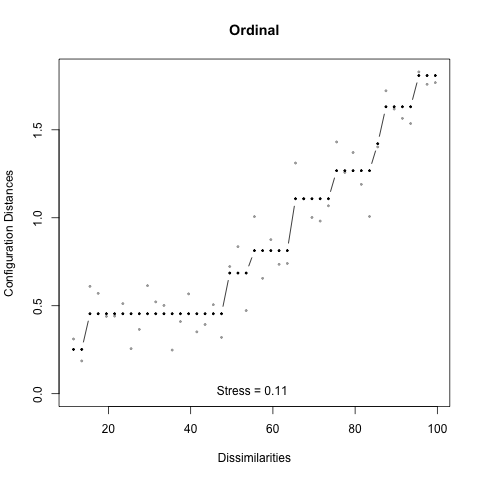 Ordinal
Configuration Distances
1.5
1.0
0.5
0.0
Stress = 0.11
20 40 60 80 100
Dissimilarities